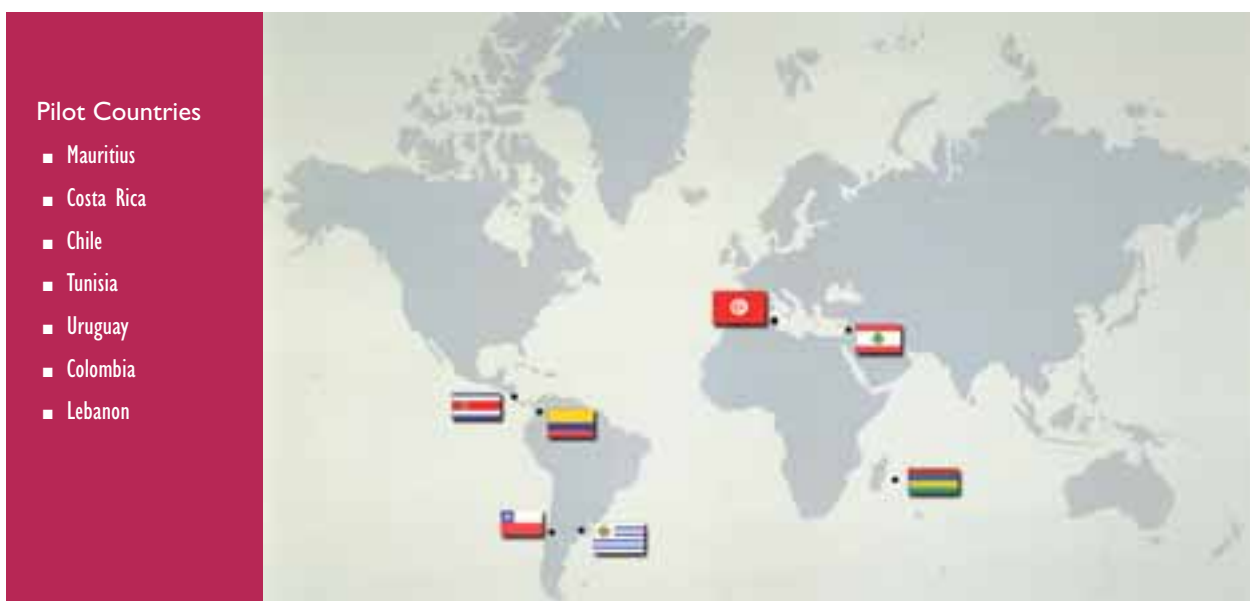 Pilot Countries
■ Mauritius
■ Costa Rica
■ Chile
■ Tunisia
■ Uruguay
■ Colombia
■ Lebanon